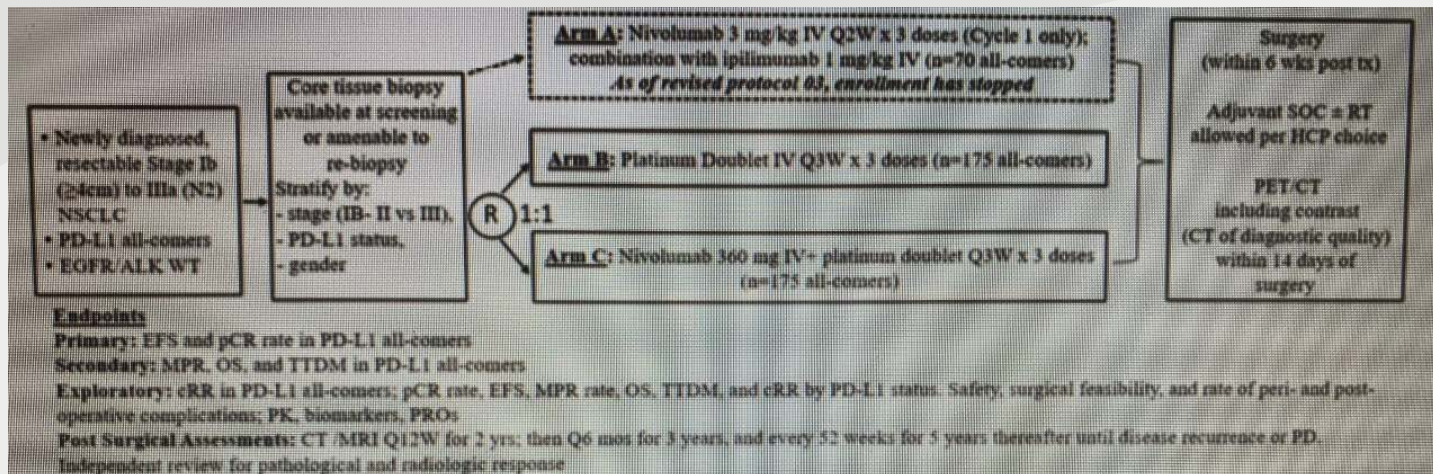 Arm A: Nivolumab 3 mg/kg IV Q2W x 3 doses (Cycle 1 only);
combination with ipilimumab 1 mg/kg IV (n=70 all-comers)
As of revised protocol 03, enrollment has stopped
Core tissue biopsy
available at screening
or amenable to
re-biopsy
Stratify by:
- stage (IB- II vs III),
- PD-L1 status,
- gender
• Newly diagnosed,
resectable Stage Ib
(≥4cm) to IIIa (N2)
NSCLC
• PD-L1 all-comers
• EGFR/ALK WT
R 1:1
Arm B: Platinum Doublet IV Q3W x 3 doses (n=175 all-comers)
Arm C: Nivolumab 360 mg IV+ platinum doublet Q3W x 3 doses
(n=175 all-comers)
Surgery
(within 6 wks post tx)
Adjuvant SOC ± RT
allowed per HCP choice
PET/CT
including contrast
(CT of diagnostic quality)
within 14 days of
surgery
Endpoints
Primary: EFS and pCR rate in PD-L1 all-comers
Secondary: MPR, OS, and TTDM in PD-L1 all-comers
Exploratory: cRR in PD-L1 all-comers; pCR rate, EFS, MPR rate, OS, TTDM, and cRR by PD-L1 status. Safety, surgical feasibility, and rate of peri- and post-
operative complications; PK, biomarkers, PROs
Post Surgical Assessments: CT /MRI Q12W for 2 yrs; then Q6 mos for 3 years, and every 52 weeks for 5 years thereafter until disease recurrence or PD.
Independent review for pathological and radiologic response